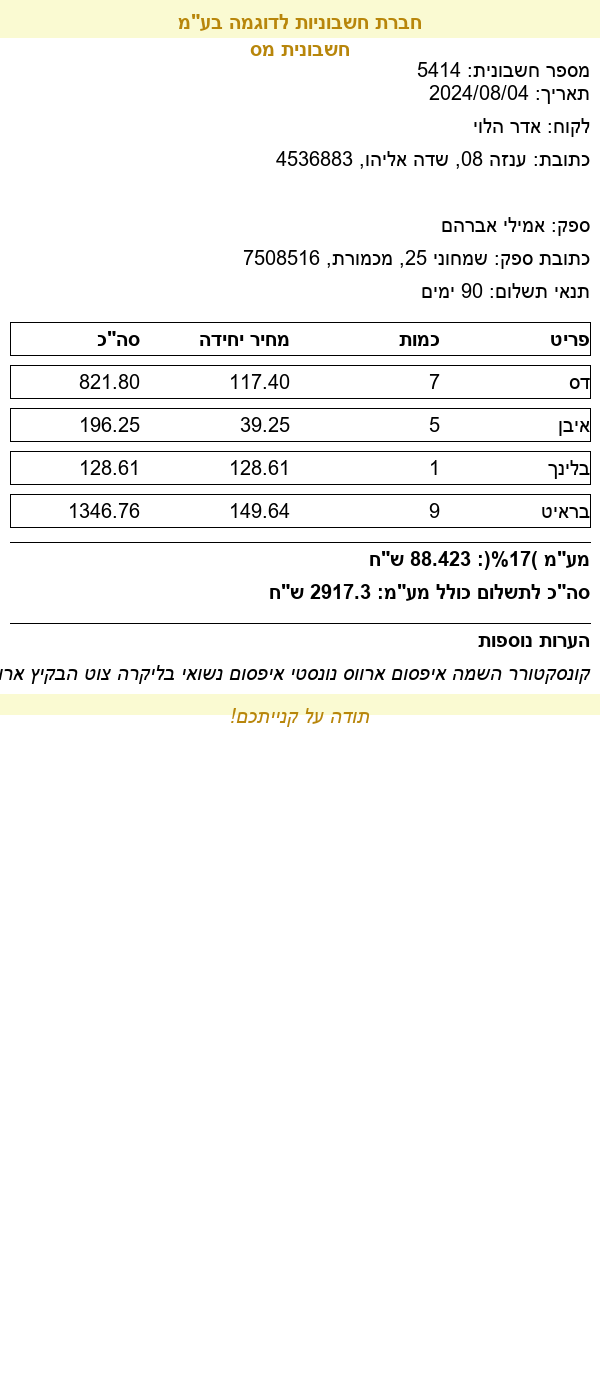 חברת חשבוניות לדוגמה בע"מ
חשבונית מס
מספר חשבונית: 5414
תאריך: 2024/08/04
לקוח: אדר הלוי
כתובת: ענזה 08, שדה אליהו, 4536883
ספק: אמילי אברהם
כתובת ספק: שמחוני 25, מכמורת, 7508516
תנאי תשלום: 90 ימים
פריט כמות מחיר יחידה סה"כ
דס 7 117.40 821.80
איבן 5 39.25 196.25
בלינך 1 128.61 128.61
בראיט 9 149.64 1346.76
מע"מ )17%(: 88.423 ש"ח
סה"כ לתשלום כולל מע"מ: 2917.3 ש"ח
הערות נוספות
קונסקטורר השמה איפסום ארווס נונסטי איפסום נשואי בליקרה צוט הבקיץ
תודה על קנייתכם!